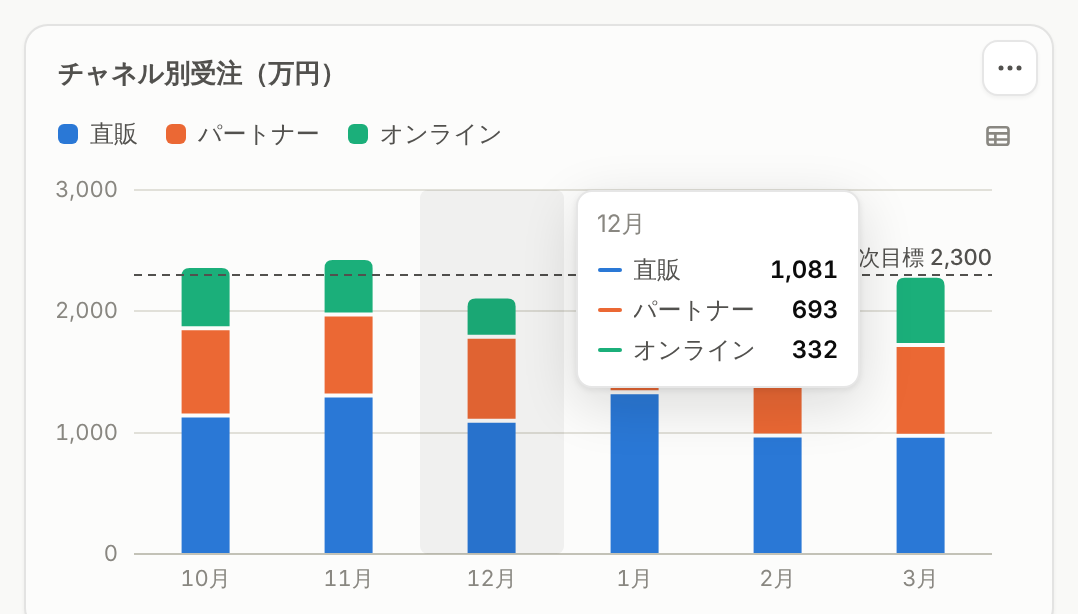 チャネル別受注（万円）
直販 パートナー オンライン
3,000
12月
直販 1,081
次目標 2,300
パートナー 693
2,000
オンライン 332
1,000
0
10月 11月 12月 1月 2月 3月